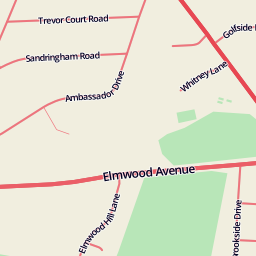 Trevor Court Road
Golfside
Sandringham Road
Whitney Lane
Ambassador Drive
Elmwood Avenue
Elmwood Hill Lane
Brookside Drive